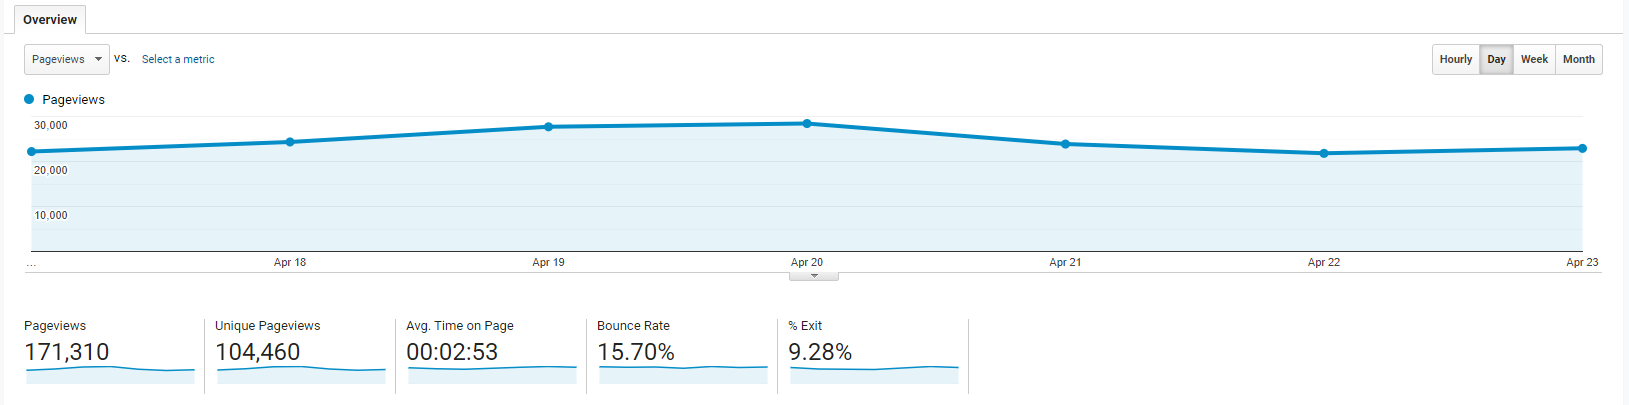 Overview
Pageviews vs. Select a metric Hourly Day Week Month
Pageviews
30,000
20,000
10,000
... Apr 18 Apr 19 Apr 20 Apr 21 Apr 22 Apr 23
Pageviews Unique Pageviews Avg. Time on Page Bounce Rate % Exit
171,310 104,460 00:02:53 15.70% 9.28%